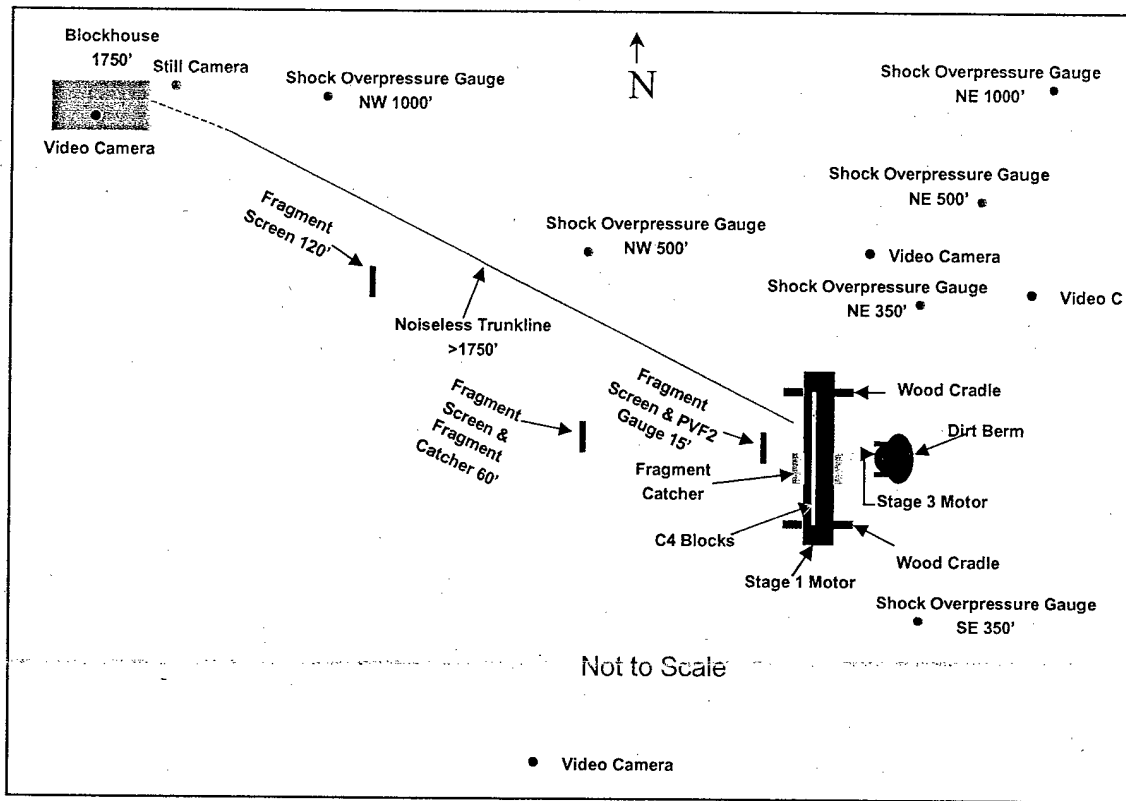 Blockhouse
1750'
Still Camera
Video Camera
Shock Overpressure Gauge
NW 1000'
N
Shock Overpressure Gauge
NE 1000'
Shock Overpressure Gauge
NE 500'
Fragment
Screen 120'
Shock Overpressure Gauge
NW 500'
Video Camera
Shock Overpressure Gauge
NE 350'
Video C
Noiseless Trunkline
>1750'
Fragment
Screen &
Fragment
Catcher 60'
Fragment
Screen & PVF2
Gauge 15'
Wood Cradle
Dirt Berm
Fragment
Catcher
Stage 3 Motor
C4 Blocks
Wood Cradle
Stage 1 Motor
Shock Overpressure Gauge
SE 350'
Not to Scale
Video Camera